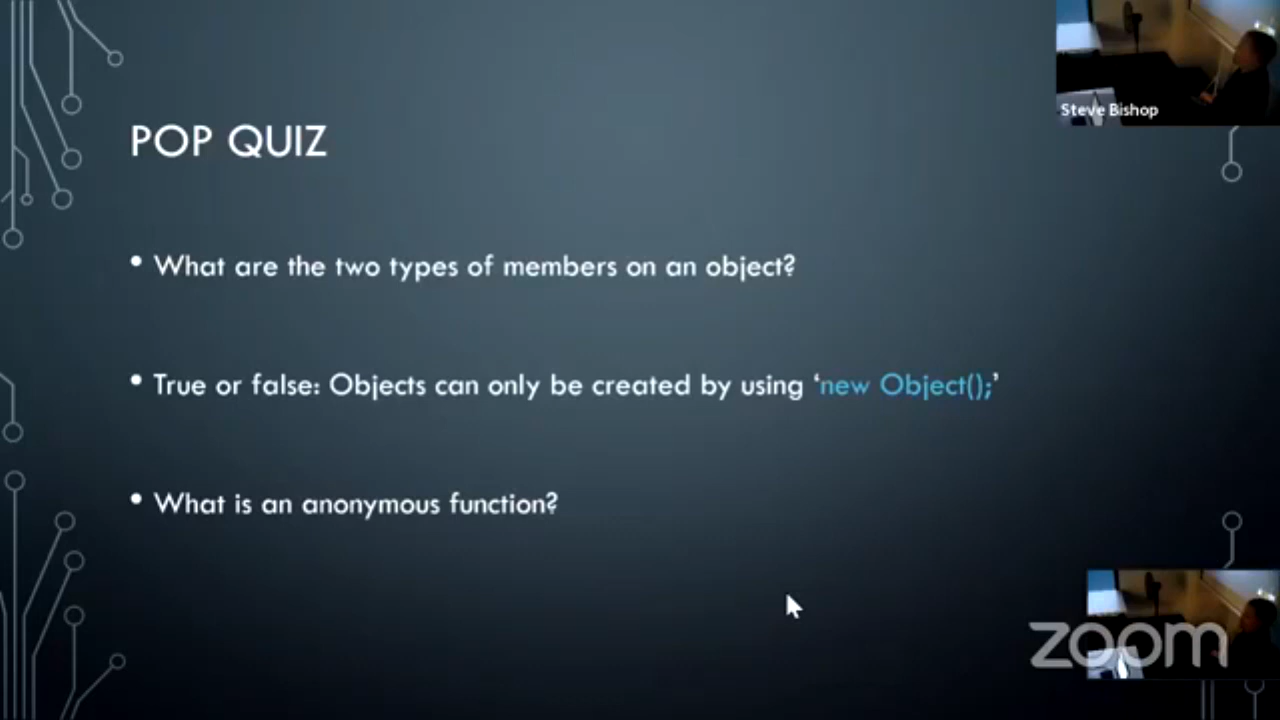 Steve Bishop
POP QUIZ
• What are the two types of members on an object?
• True or false: Objects can only be created by using ‘new Object();’
• What is an anonymous function?
zoom